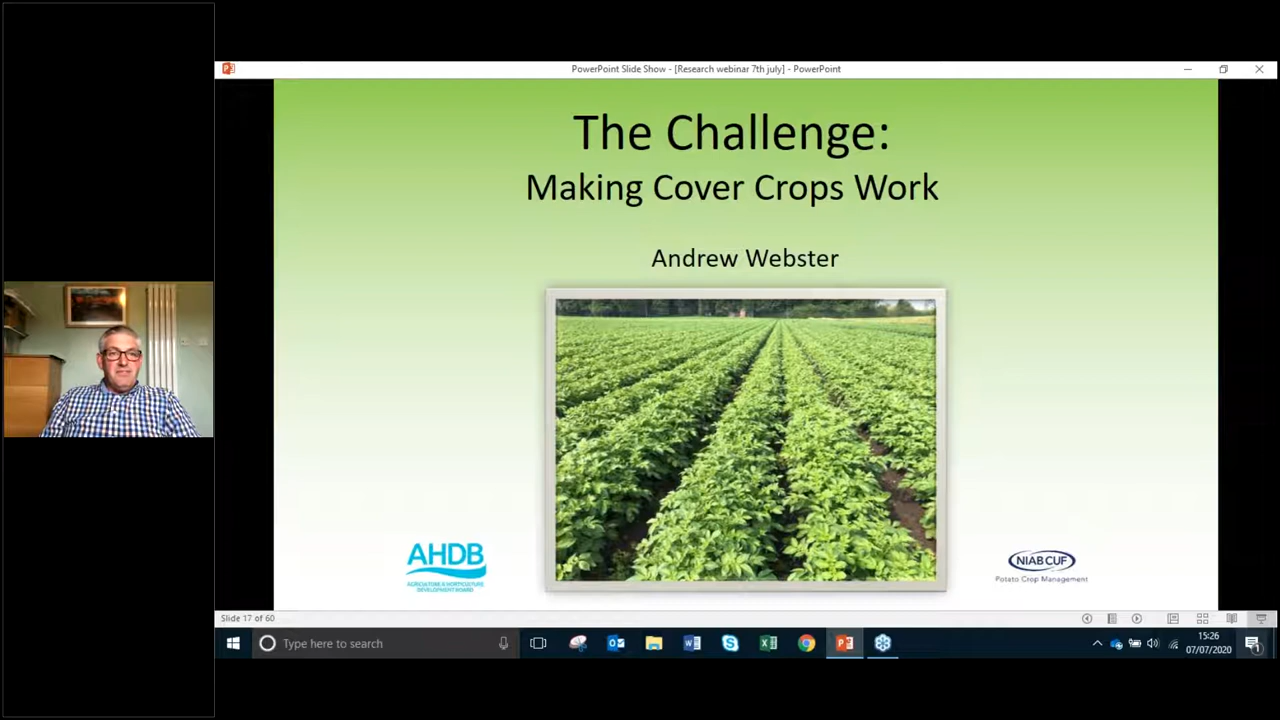 PowerPoint Slide Show - [Research webinar 7th july] - PowerPoint
The Challenge:
Making Cover Crops Work
Andrew Webster
AHDB
AGRICULTURE & HORTICULTURE
DEVELOPMENT BOARD
NIAB CUF
Potato Crop Management
Slide 17 of 60
Type here to search
15:26
07/07/2020
1